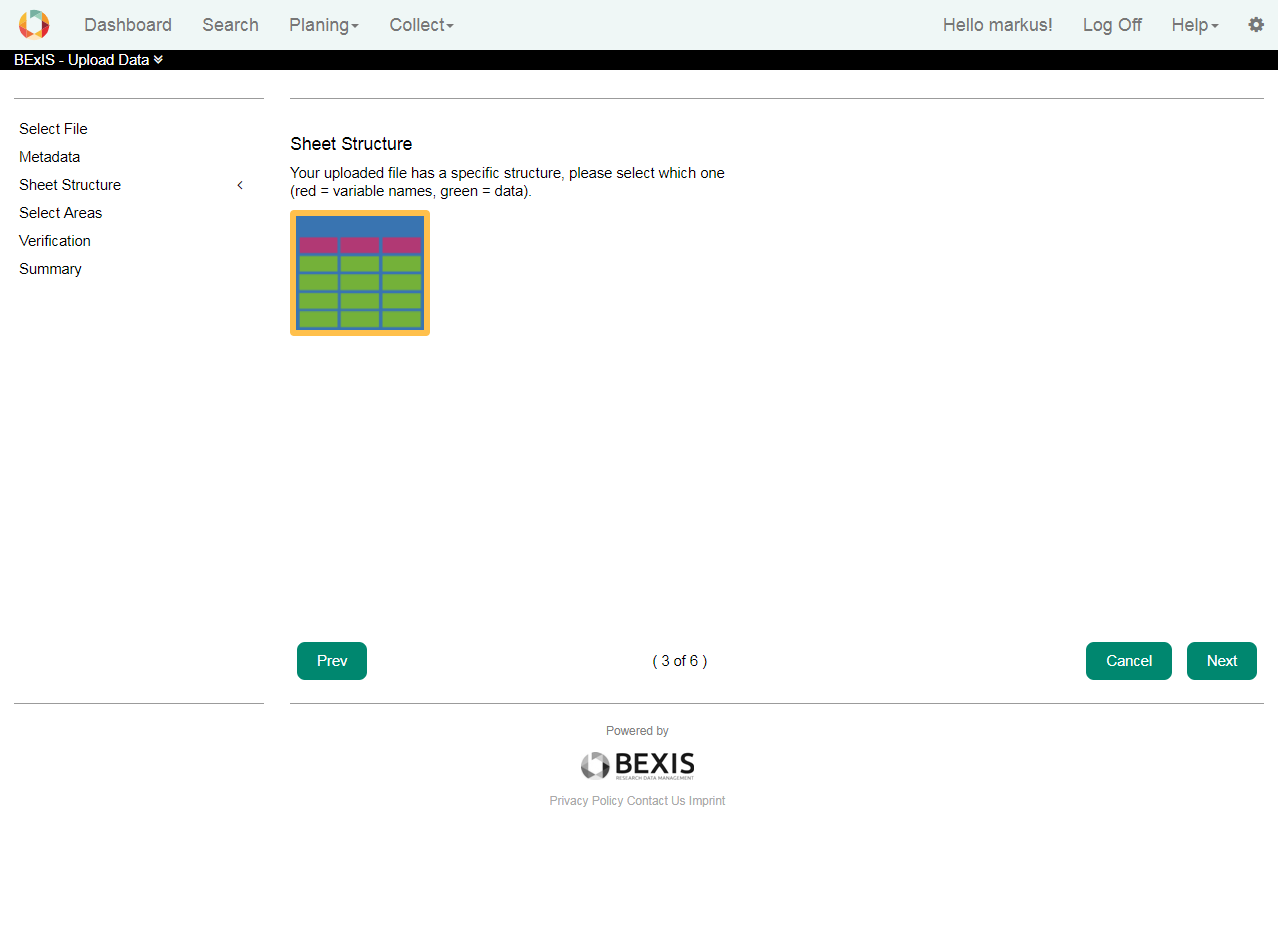 Dashboard Search Planing Collect Hello markus! Log Off Help
BExIS - Upload Data
Select File
Metadata
Sheet Structure
Select Areas
Verification
Summary
Sheet Structure
Your uploaded file has a specific structure, please select which one
(red = variable names, green = data).
Prev ( 3 of 6 ) Cancel Next
Powered by
BEXIS
RESEARCH DATA MANAGEMENT
Privacy Policy Contact Us Imprint